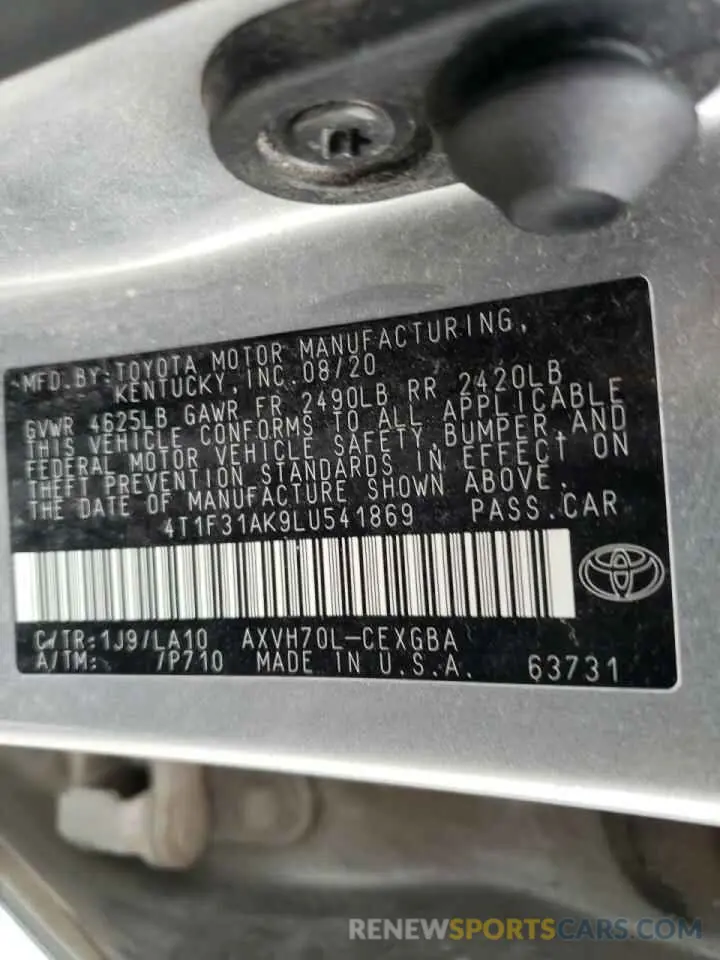 MFD. BY: TOYOTA MOTOR MANUFACTURING,
KENTUCKY, INC. 08/20
GVWR 4625LB GAWR FR 2490LB RR 2420LB
THIS VEHICLE CONFORMS TO ALL APPLICABLE
FEDERAL MOTOR VEHICLE SAFETY, BUMPER, AND
THEFT PREVENTION STANDARDS IN EFFECT ON
THE DATE OF MANUFACTURE SHOWN ABOVE.
4T1F31AK9LU541869 PASS. CAR
C/TR: 1J9/LA10 AXVH70L-CEXGBA
A/TM: 7P710 MADE IN U.S.A. 63731
RENEWSPORTSCARS.COM